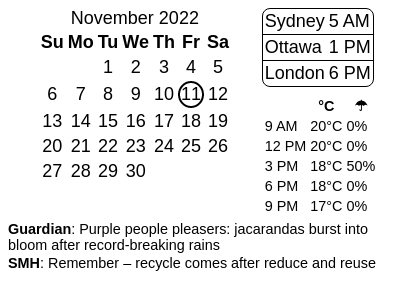 November 2022
Su Mo Tu We Th Fr Sa
1 2 3 4 5
6 7 8 9 10 11 12
13 14 15 16 17 18 19
20 21 22 23 24 25 26
27 28 29 30
Sydney 5 AM
Ottawa 1 PM
London 6 PM
°C ☂
9 AM 20°C 0%
12 PM 20°C 0%
3 PM 18°C 50%
6 PM 18°C 0%
9 PM 17°C 0%
Guardian: Purple people pleasers: jacarandas burst into
bloom after record-breaking rains
SMH: Remember – recycle comes after reduce and reuse